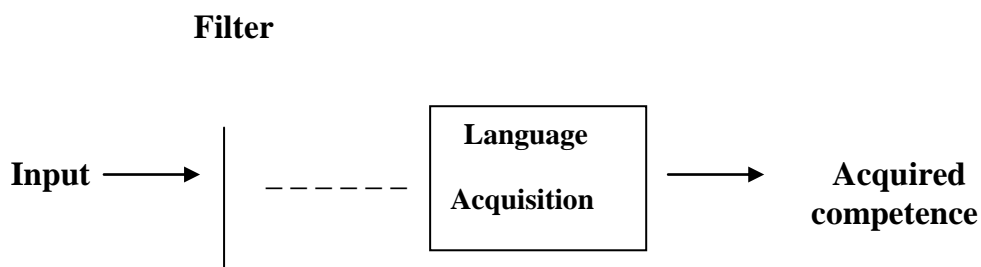 Filter
Input
Language
Acquisition
Acquired
competence